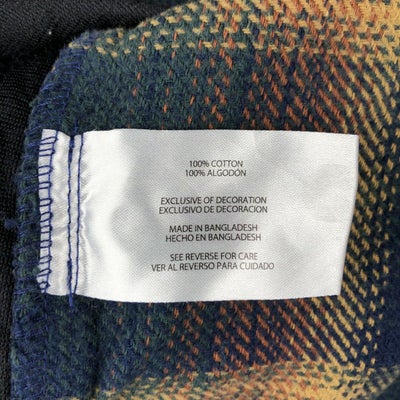 100% COTTON
100% ALGODÓN
EXCLUSIVE OF DECORATION
EXCLUSIVO DE DECORACION
MADE IN BANGLADESH
HECHO EN BANGLADESH
SEE REVERSE FOR CARE
VER AL REVERSO PARA CUIDADO